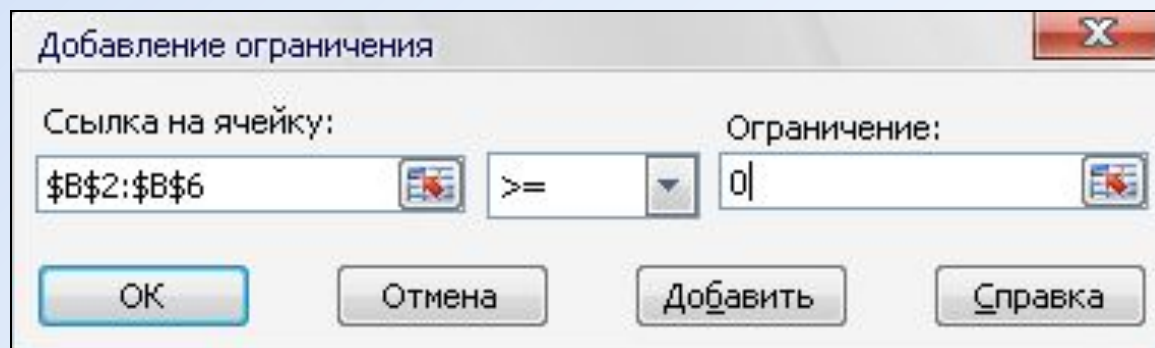 Добавление ограничения
Ссылка на ячейку:
Ограничение:
$B$2:$B$6
>=
0
ОК
Отмена
Добавить
Справка